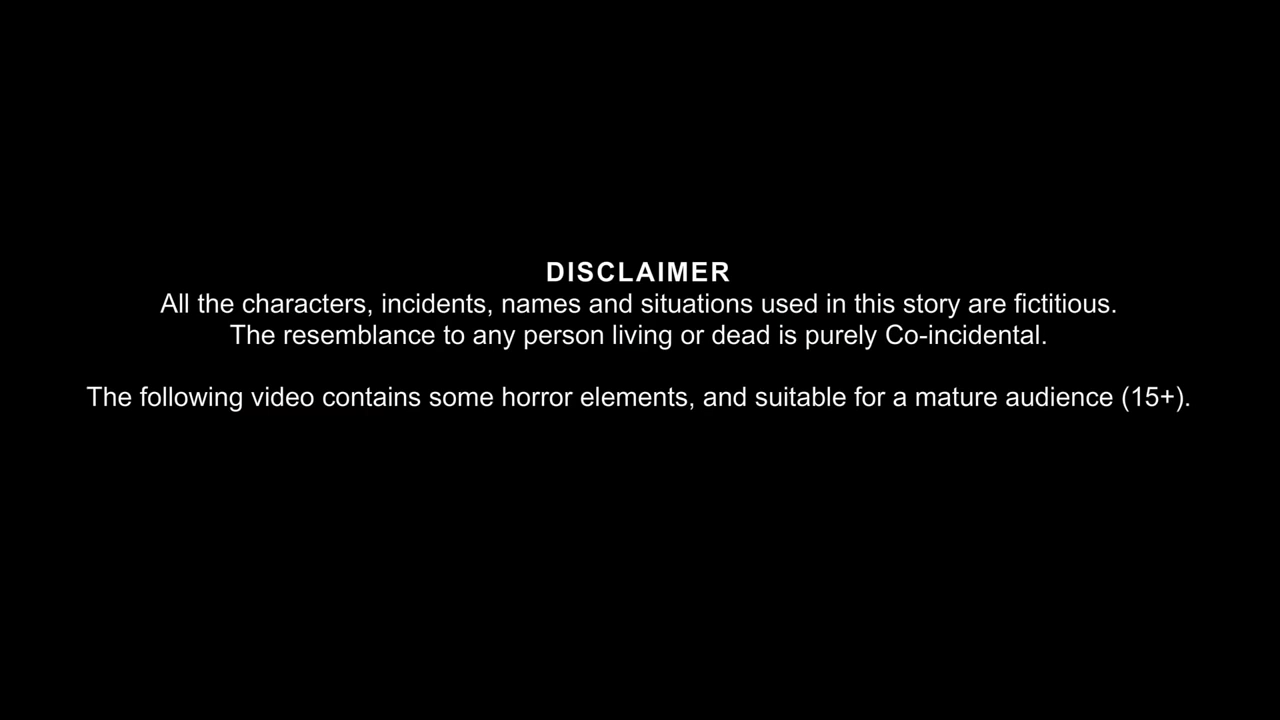 DISCLAIMER
All the characters, incidents, names and situations used in this story are fictitious.
The resemblance to any person living or dead is purely Co-incidental.
The following video contains some horror elements, and suitable for a mature audience (15+).